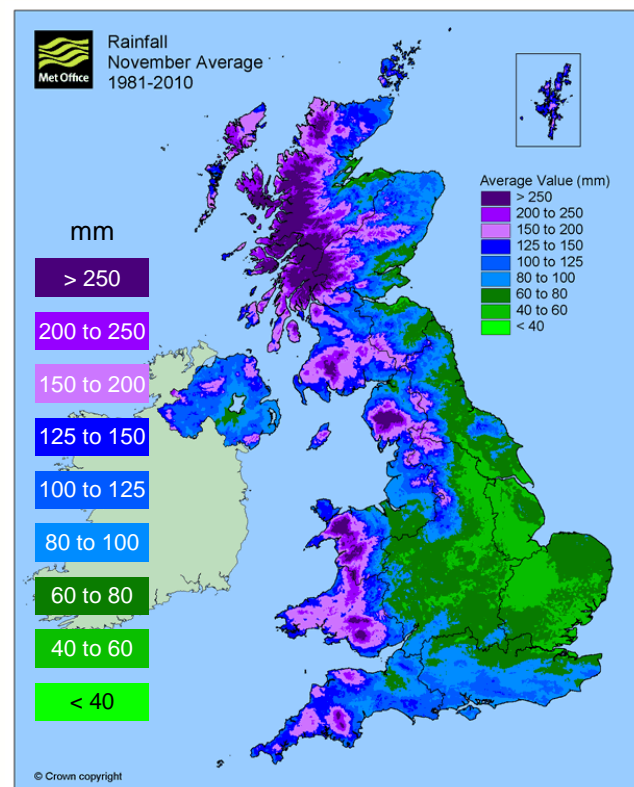 Met Office
Rainfall
November Average
1981-2010
Average Value (mm)
> 250
200 to 250
150 to 200
125 to 150
100 to 125
80 to 100
60 to 80
40 to 60
< 40
mm
> 250
200 to 250
150 to 200
125 to 150
100 to 125
80 to 100
60 to 80
40 to 60
< 40
© Crown copyright